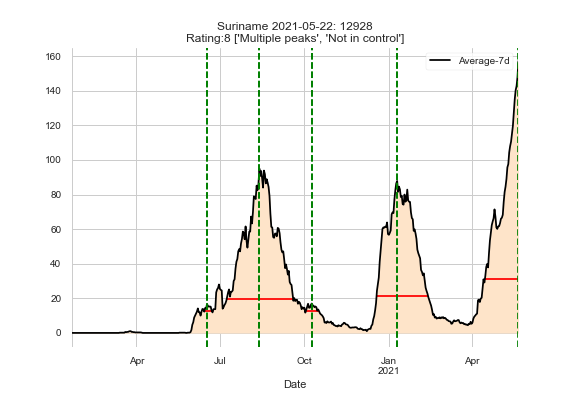 Suriname 2021-05-22: 12928
Rating:8 ['Multiple peaks', 'Not in control']
Average-7d
160
140
120
100
80
60
40
20
0
Apr
Jul
Oct
Jan
2021
Apr
Date